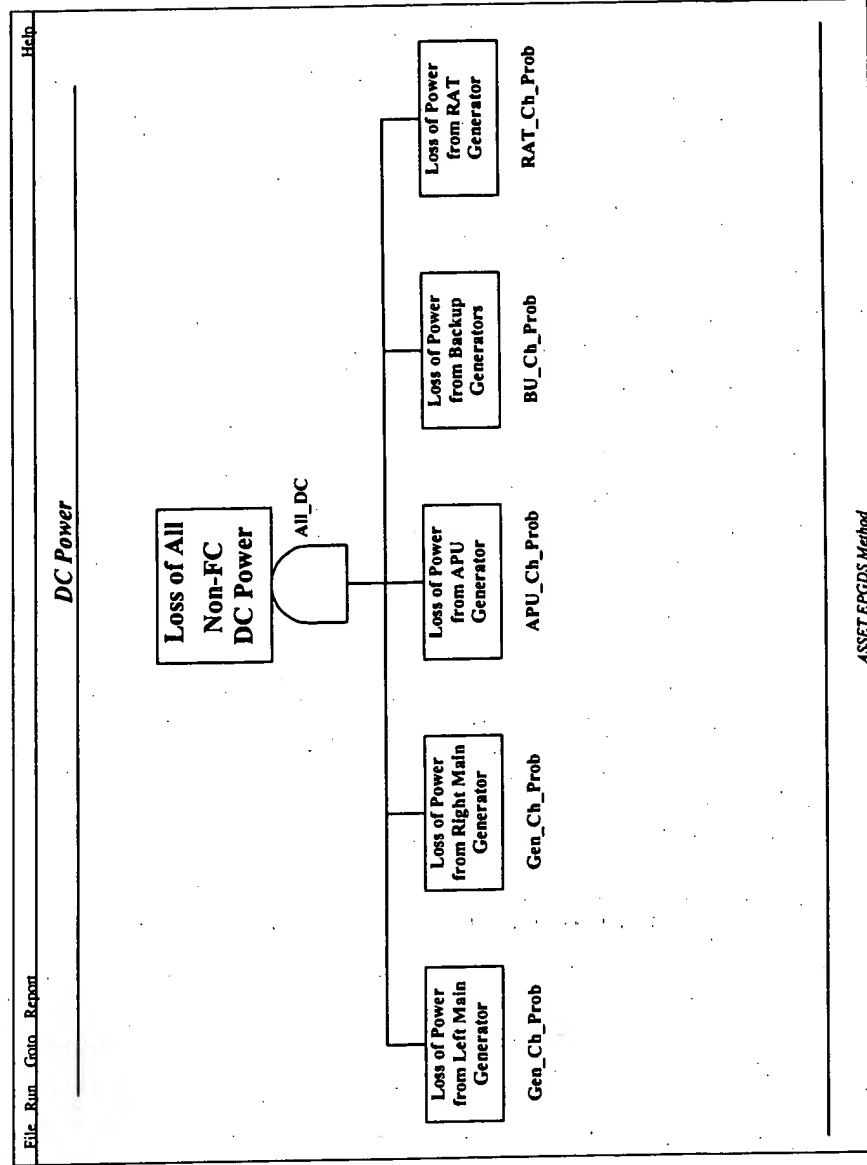 File Run Goto Report Help
DC Power
Loss of All
Non-FC
DC Power
All_DC
Loss of Power
from Left Main
Generator
Gen_Ch_Prob
Loss of Power
from Right Main
Generator
Gen_Ch_Prob
Loss of Power
from APU
Generator
APU_Ch_Prob
Loss of Power
from Backup
Generators
BU_Ch_Prob
Loss of Power
from RAT
Generator
RAT_Ch_Prob
ASSET EPGDS Method